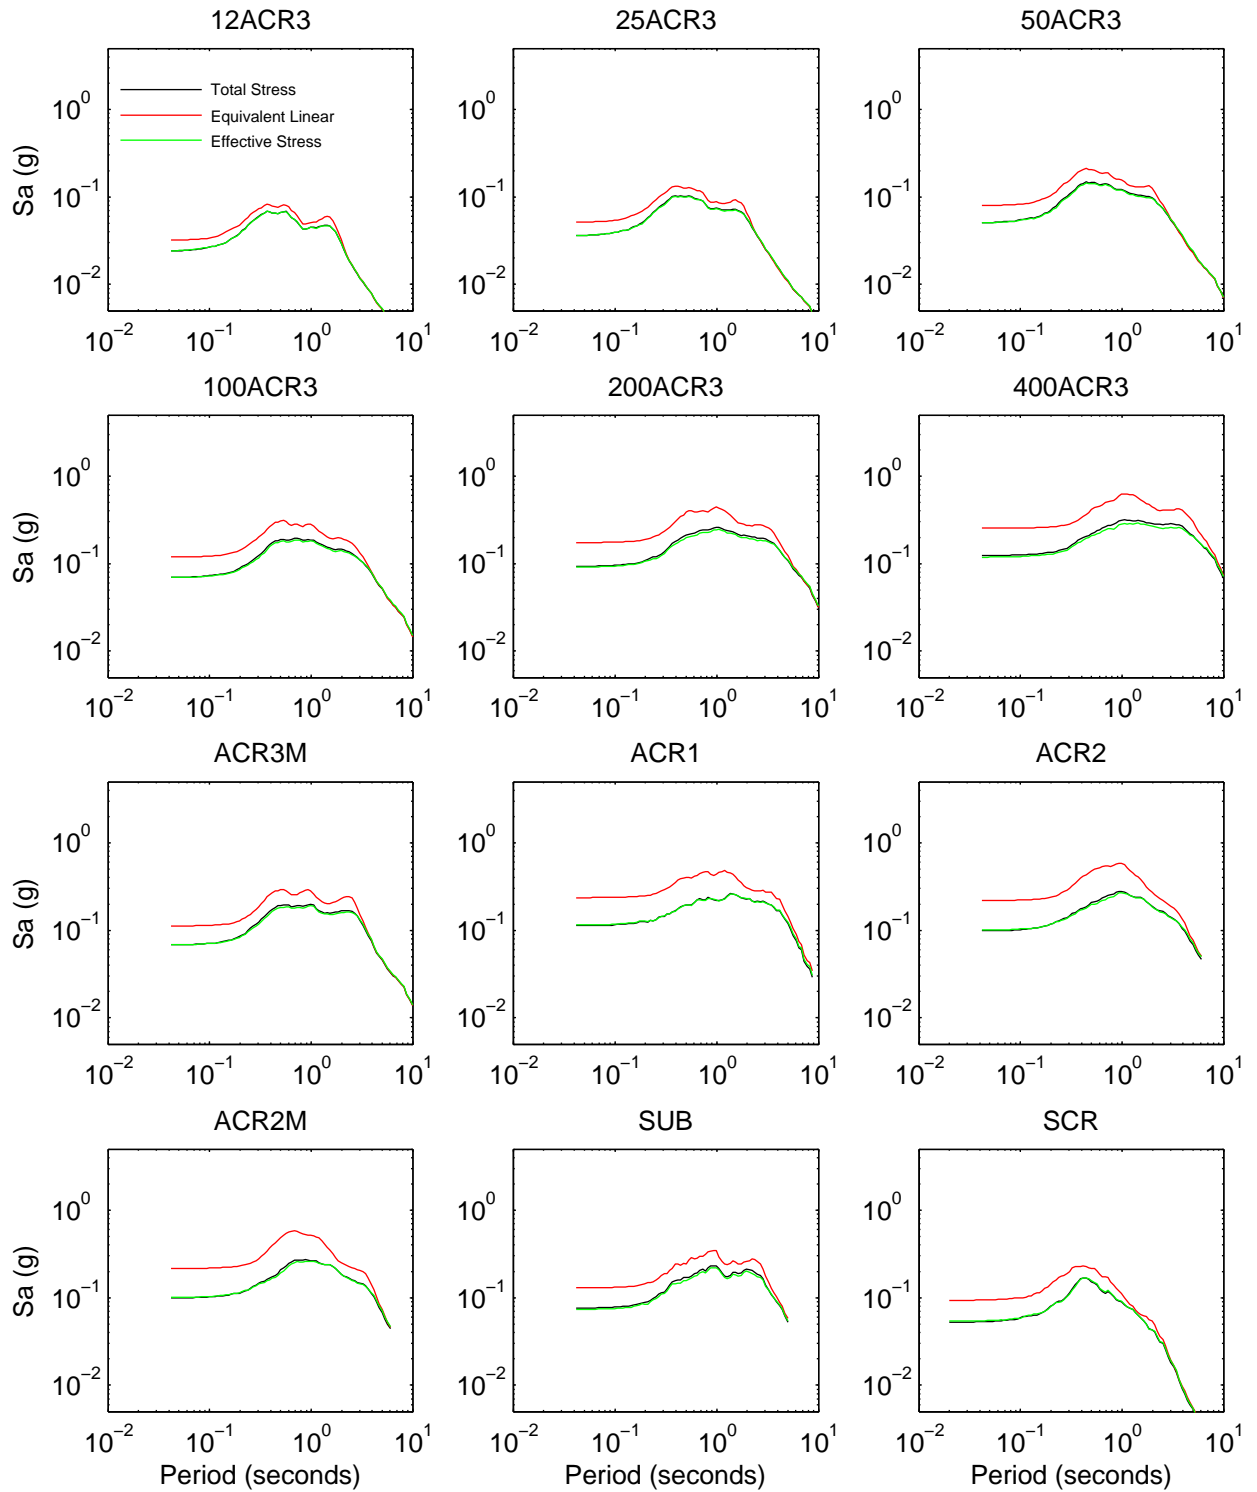 12ACR3 25ACR3 50ACR3
Total Stress
Equivalent Linear
Effective Stress
Sa (g)
10^0
10^−1
10^−2
10^−2 10^−1 10^0 10^1
10^0
10^−1
10^−2
10^−2 10^−1 10^0 10^1
10^0
10^−1
10^−2
10^−2 10^−1 10^0 10^1
100ACR3 200ACR3 400ACR3
Sa (g)
10^0
10^−1
10^−2
10^−2 10^−1 10^0 10^1
10^0
10^−1
10^−2
10^−2 10^−1 10^0 10^1
10^0
10^−1
10^−2
10^−2 10^−1 10^0 10^1
ACR3M ACR1 ACR2
Sa (g)
10^0
10^−1
10^−2
10^−2 10^−1 10^0 10^1
10^0
10^−1
10^−2
10^−2 10^−1 10^0 10^1
10^0
10^−1
10^−2
10^−2 10^−1 10^0 10^1
ACR2M SUB SCR
Sa (g)
10^0
10^−1
10^−2
10^−2 10^−1 10^0 10^1
Period (seconds)
10^0
10^−1
10^−2
10^−2 10^−1 10^0 10^1
Period (seconds)
10^0
10^−1
10^−2
10^−2 10^−1 10^0 10^1
Period (seconds)